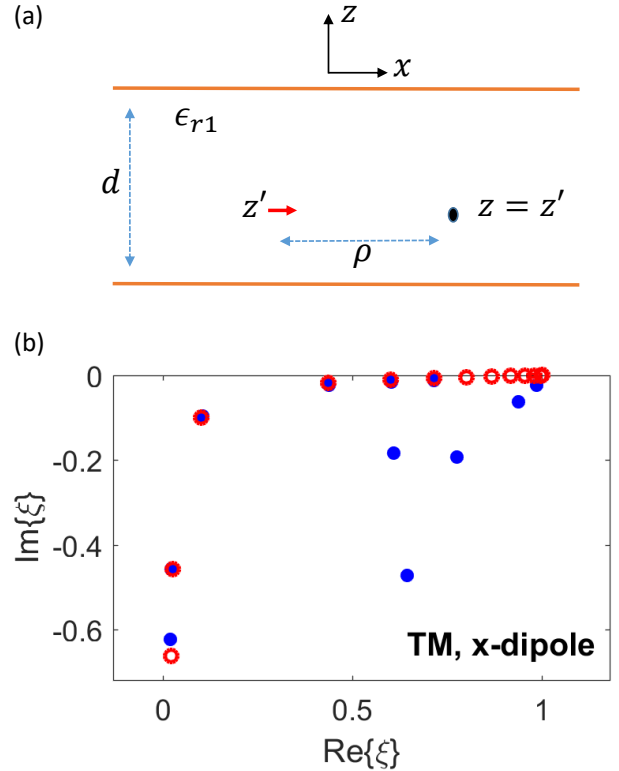 (a)
z
x
ϵr1
d
z′
z = z′
ρ
(b)
0
-0.2
-0.4
-0.6
Im{ξ}
TM, x-dipole
0
0.5
1
Re{ξ}